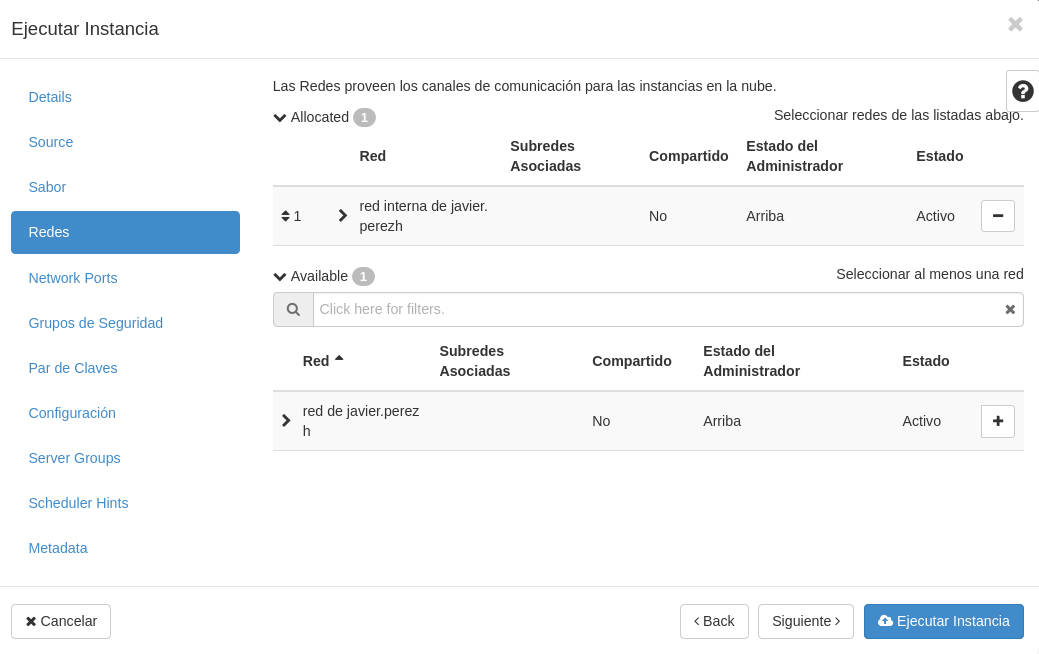 Ejecutar Instancia
Details
Source
Sabor
Redes
Network Ports
Grupos de Seguridad
Par de Claves
Configuración
Server Groups
Scheduler Hints
Metadata
Las Redes proveen los canales de comunicación para las instancias en la nube.
Allocated 1
Seleccionar redes de las listadas abajo.
Red Subredes Asociadas Compartido Estado del Administrador Estado
1 red interna de javier. No Arriba Activo
perezh
Available 1
Seleccionar al menos una red
Click here for filters.
Red Subredes Asociadas Compartido Estado del Administrador Estado
red de javier.perez No Arriba Activo
h
Cancelar
Back
Siguiente
Ejecutar Instancia